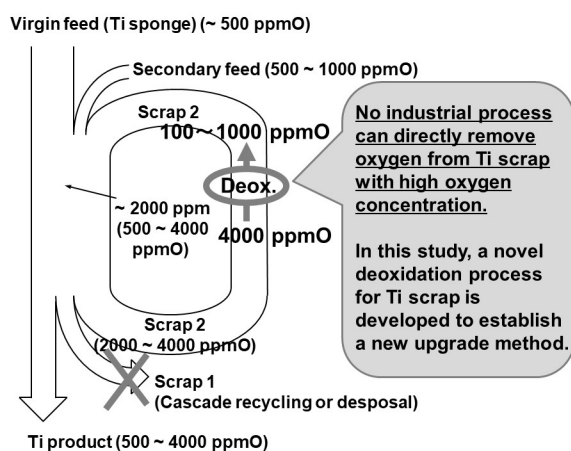 Virgin feed (Ti sponge) (~ 500 ppmO)
Secondary feed (500 ~ 1000 ppmO)
Scrap 2
100~1000 ppmO
Deox.
4000 ppmO
~ 2000 ppm
(500 ~ 4000
ppmO)
Scrap 2
(2000 ~ 4000 ppmO)
Scrap 1
(Cascade recycling or desposal)
Ti product (500 ~ 4000 ppmO)
No industrial process
can directly remove
oxygen from Ti scrap
with high oxygen
concentration.
In this study, a novel
deoxidation process
for Ti scrap is
developed to establish
a new upgrade method.